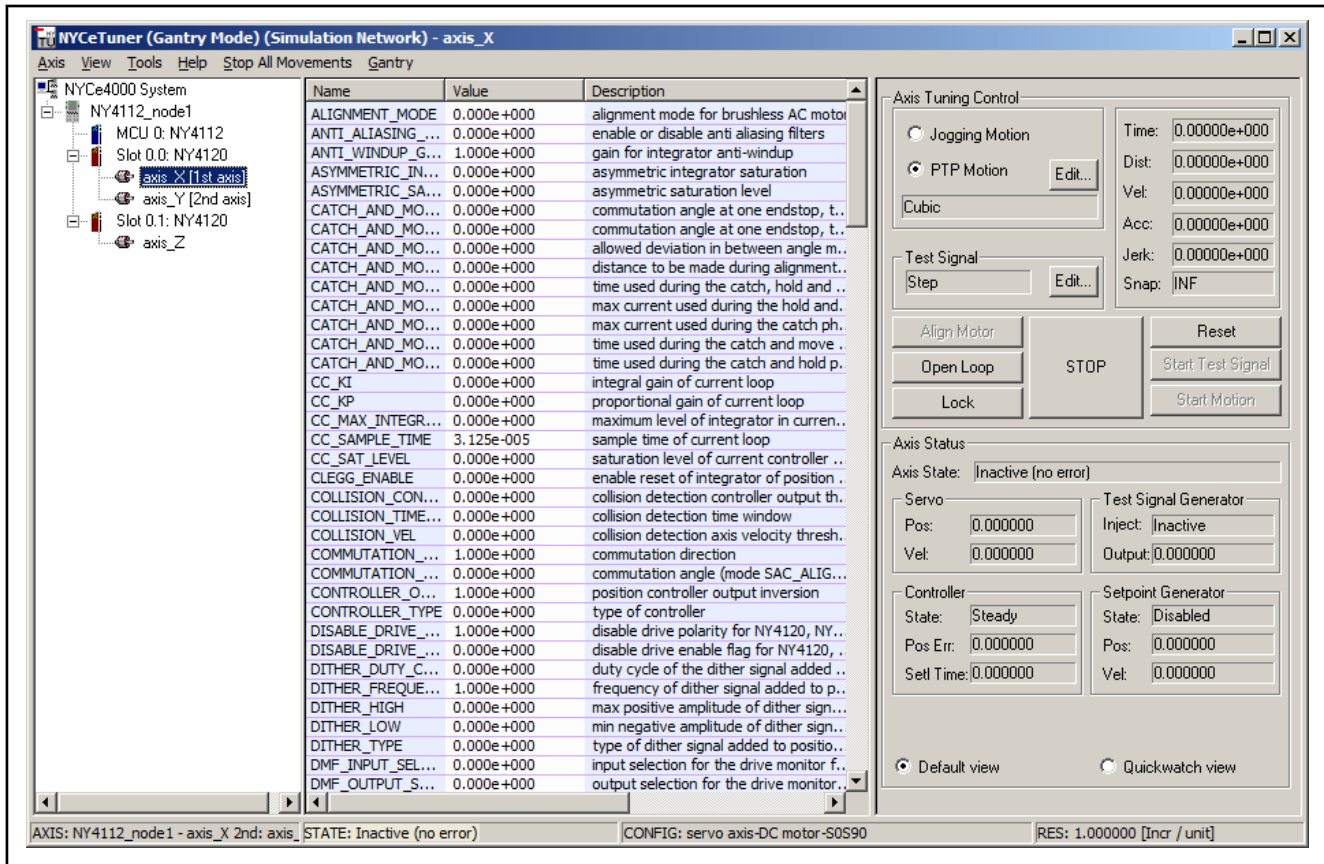 NYCeTuner (Gantry Mode) (Simulation Network) - axis_X
Axis View Tools Help Stop All Movements Gantry
NYCe4000 System
NY4112_node1
MCU 0: NY4112
Slot 0.0: NY4120
axis_X [1st axis]
axis_Y [2nd axis]
Slot 0.1: NY4120
axis_Z
Name Value Description
ALIGNMENT_MODE 0.000e+000 alignment mode for brushless AC motor
ANTI_ALIASING_... 0.000e+000 enable or disable anti aliasing filters
ANTI_WINDUP_G... 1.000e+000 gain for integrator anti-windup
ASYMMETRIC_IN... 0.000e+000 asymmetric integrator saturation
ASYMMETRIC_SA... 0.000e+000 asymmetric saturation level
CATCH_AND_MO... 0.000e+000 commutation angle at one endstop, t..
CATCH_AND_MO... 0.000e+000 commutation angle at one endstop, t..
CATCH_AND_MO... 0.000e+000 allowed deviation in between angle m..
CATCH_AND_MO... 0.000e+000 distance to be made during alignment..
CATCH_AND_MO... 0.000e+000 time used during the catch, hold and ..
CATCH_AND_MO... 0.000e+000 max current used during the hold and..
CATCH_AND_MO... 0.000e+000 max current used during the catch ph..
CATCH_AND_MO... 0.000e+000 time used during the catch and move ..
CATCH_AND_MO... 0.000e+000 time used during the catch and hold p..
CC_KI 0.000e+000 integral gain of current loop
CC_KP 0.000e+000 proportional gain of current loop
CC_MAX_INTEGR... 0.000e+000 maximum level of integrator in curren..
CC_SAMPLE_TIME 3.125e-005 sample time of current loop
CC_SAT_LEVEL 0.000e+000 saturation level of current controller ..
CLEGG_ENABLE 0.000e+000 enable reset of integrator of position ..
COLLISION_CON... 0.000e+000 collision detection controller output th..
COLLISION_TIME... 0.000e+000 collision detection time window
COLLISION_VEL 0.000e+000 collision detection axis velocity thresh..
COMMUTATION_... 1.000e+000 commutation direction
COMMUTATION_... 0.000e+000 commutation angle (mode SAC_ALIG...
CONTROLLER_O... 1.000e+000 position controller output inversion
CONTROLLER_TYPE 0.000e+000 type of controller
DISABLE_DRIVE_... 1.000e+000 disable drive polarity for NY4120, NY...
DISABLE_DRIVE_... 0.000e+000 disable drive enable flag for NY4120, ..
DITHER_DUTY_C... 0.000e+000 duty cycle of the dither signal added ..
DITHER_FREQUE... 1.000e+000 frequency of dither signal added to p..
DITHER_HIGH 0.000e+000 max positive amplitude of dither sign...
DITHER_LOW 0.000e+000 min negative amplitude of dither sign...
DITHER_TYPE 0.000e+000 type of dither signal added to positio...
DMF_INPUT_SEL... 0.000e+000 input selection for the drive monitor f..
DMF_OUTPUT_S... 0.000e+000 output selection for the drive monitor..
Axis Tuning Control
Jogging Motion
PTP Motion Edit...
Cubic
Test Signal
Step Edit...
Time: 0.00000e+000
Dist: 0.00000e+000
Vel: 0.00000e+000
Acc: 0.00000e+000
Jerk: 0.00000e+000
Snap: INF
Align Motor
Open Loop
Lock
STOP
Reset
Start Test Signal
Start Motion
Axis Status
Axis State: Inactive (no error)
Servo
Pos: 0.000000
Vel: 0.000000
Test Signal Generator
Inject: Inactive
Output: 0.000000
Controller
State: Steady
Pos Err: 0.000000
Setl Time: 0.000000
Setpoint Generator
State: Disabled
Pos: 0.000000
Vel: 0.000000
Default view Quickwatch view
AXIS: NY4112_node1 - axis_X 2nd: axis_ STATE: Inactive (no error) CONFIG: servo axis-DC motor-S0S90 RES: 1.000000 [Incr / unit]